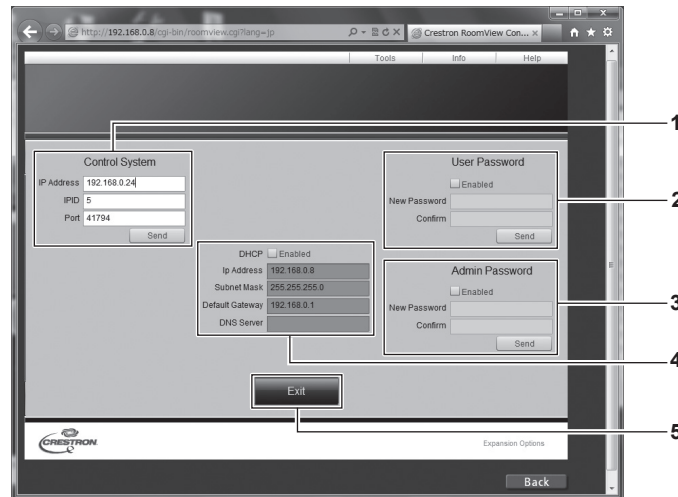 http://192.168.0.8/cgi-bin/roomview.cgi?lang=jp
Crestron RoomView Con... ×
Tools Info Help
1
Control System
IP Address 192.168.0.24
IPID 5
Port 41794
Send
User Password
Enabled
New Password
Confirm
Send
2
DHCP Enabled
Ip Address 192.168.0.8
Subnet Mask 255.255.255.0
Default Gateway 192.168.0.1
DNS Server
Admin Password
Enabled
New Password
Confirm
Send
3
4
Exit
5
CRESTRON
Expansion Options
Back